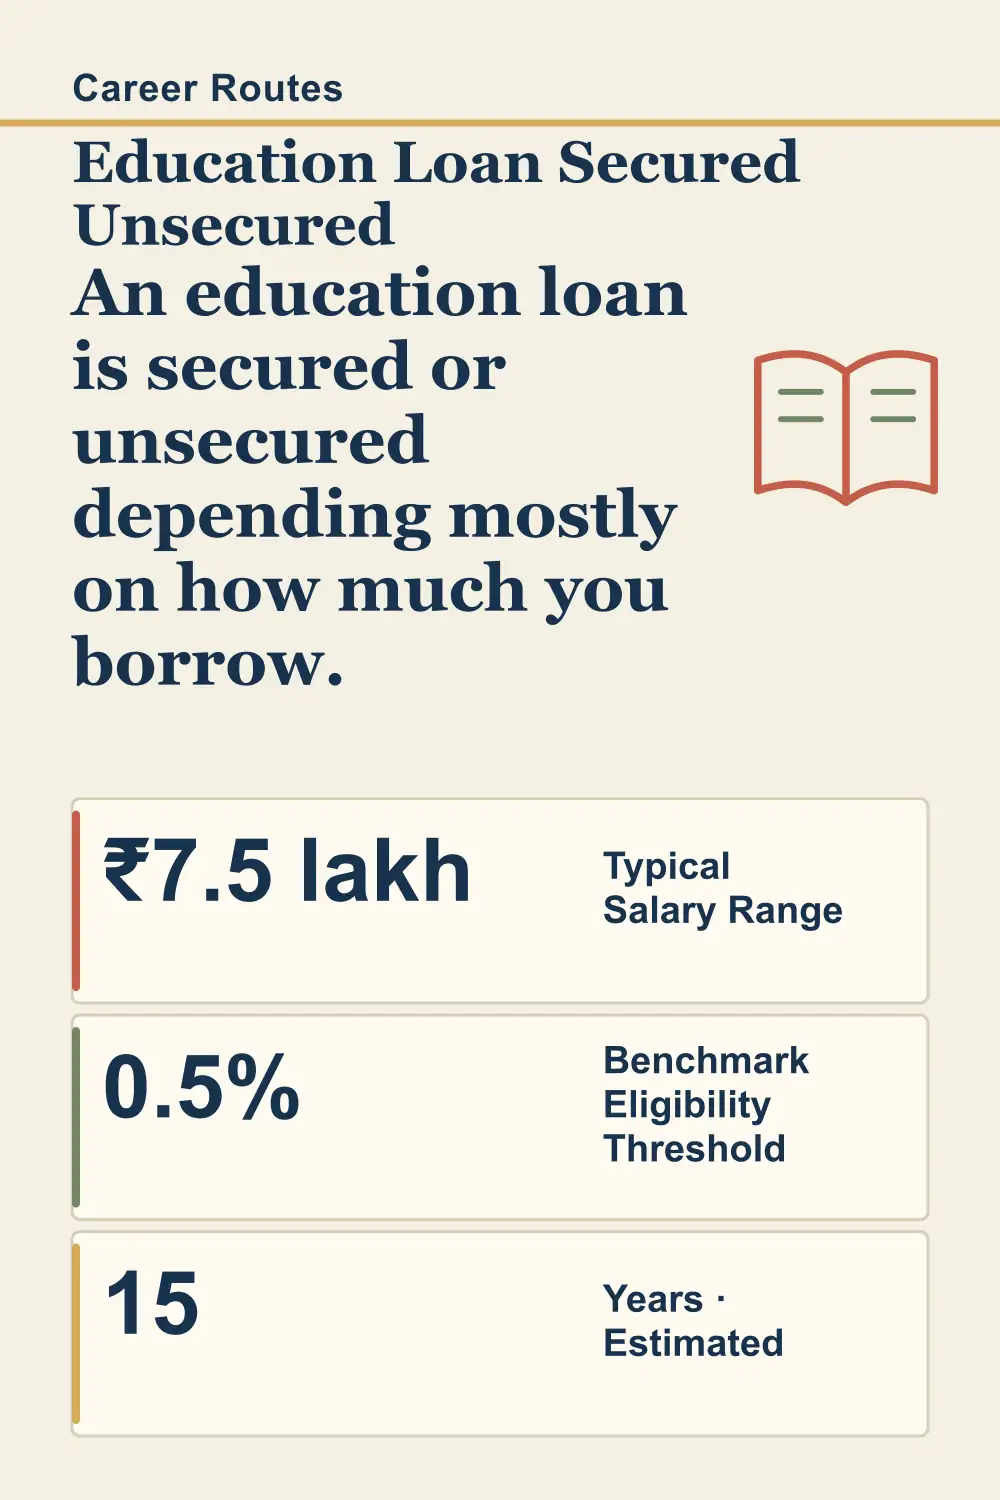 Career Routes
Education Loan Secured
Unsecured
An education loan
is secured or
unsecured
depending mostly
on how much you
borrow.
₹7.5 lakh
Typical
Salary Range
0.5%
Benchmark
Eligibility
Threshold
15
Years ·
Estimated